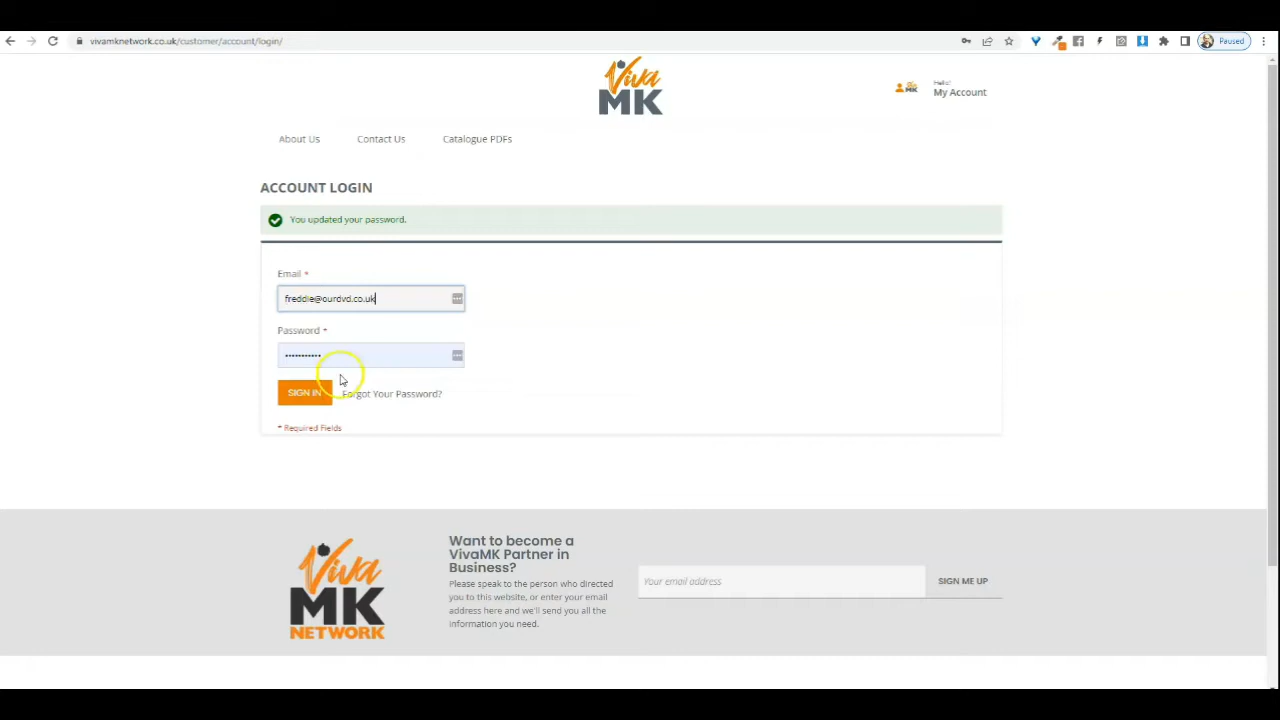 vivamknetwork.co.uk/customer/account/login/
Paused
Viva
MK
Hello!
My Account
About Us
Contact Us
Catalogue PDFs
ACCOUNT LOGIN
You updated your password.
Email *
freddie@ourdvd.co.uk
Password *
SIGN IN
Forgot Your Password?
* Required Fields
Viva
MK
NETWORK
Want to become a
VivaMK Partner in
Business?
Please speak to the person who directed
you to this website, or enter your email
address here and we'll send you all the
information you need.
Your email address
SIGN ME UP